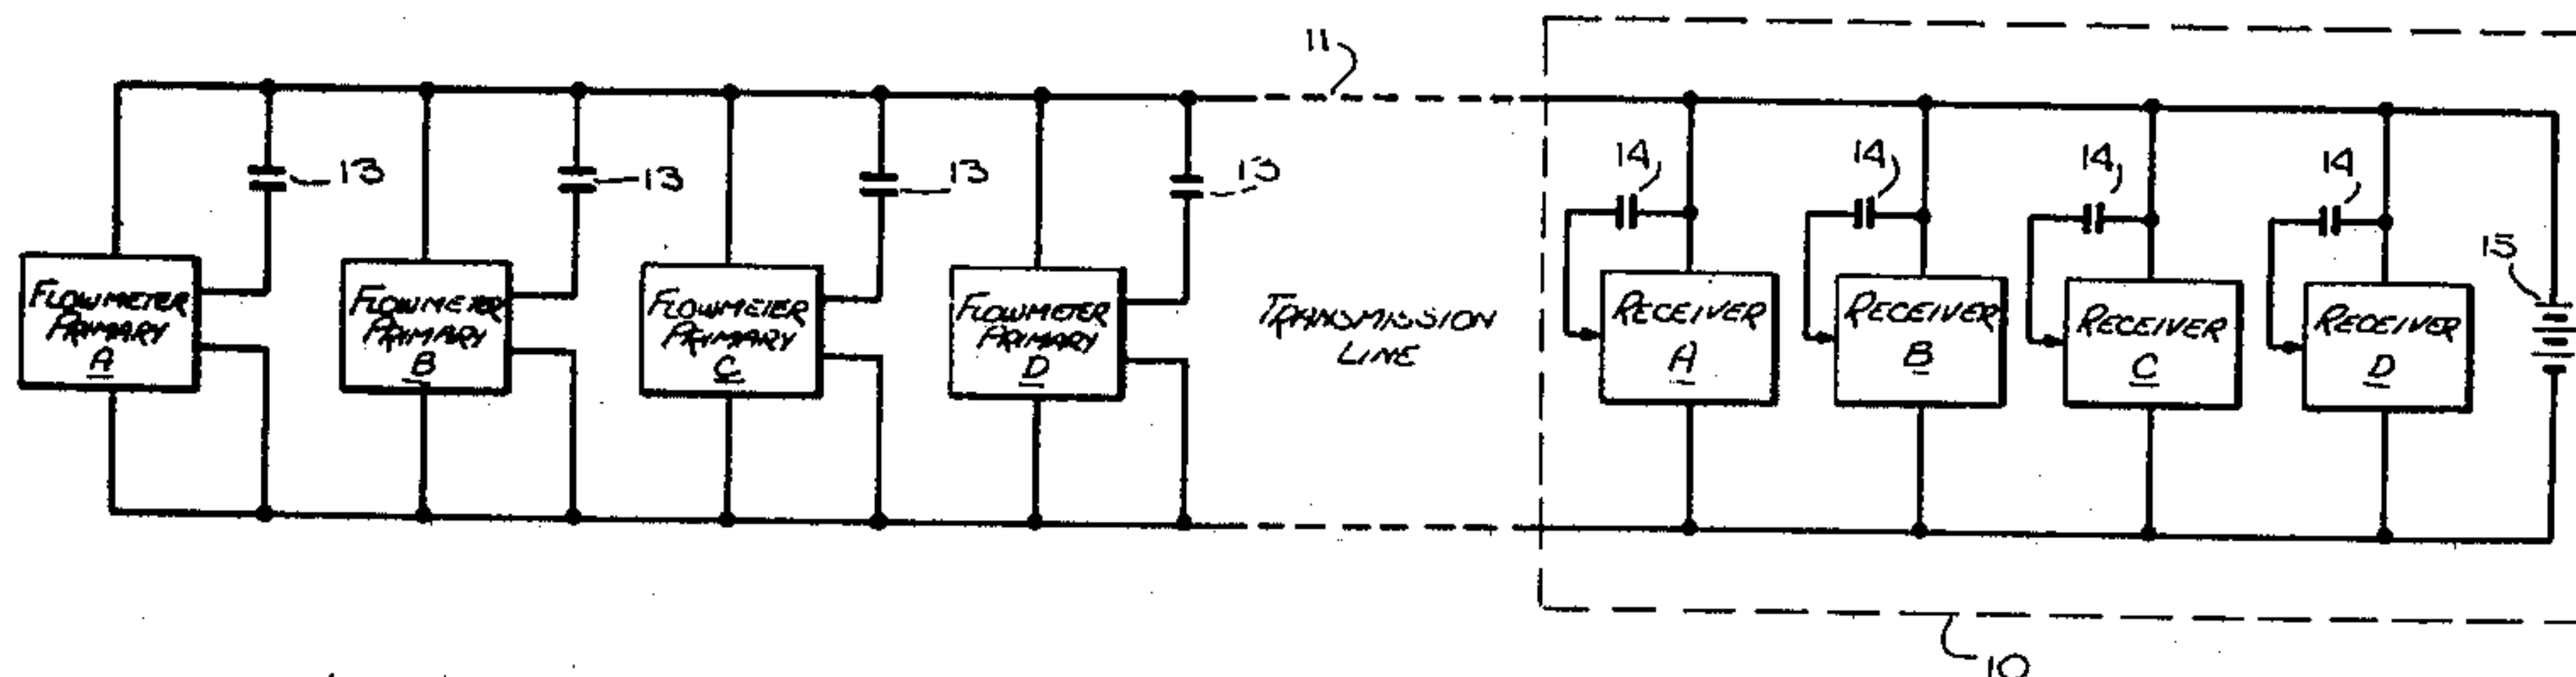 11
13
13
13
13
14
14
14
14
15
FLOWMETER
PRIMARY
A
FLOWMETER
PRIMARY
B
FLOWMETER
PRIMARY
C
FLOWMETER
PRIMARY
D
TRANSMISSION
LINE
RECEIVER
A
RECEIVER
B
RECEIVER
C
RECEIVER
D
10